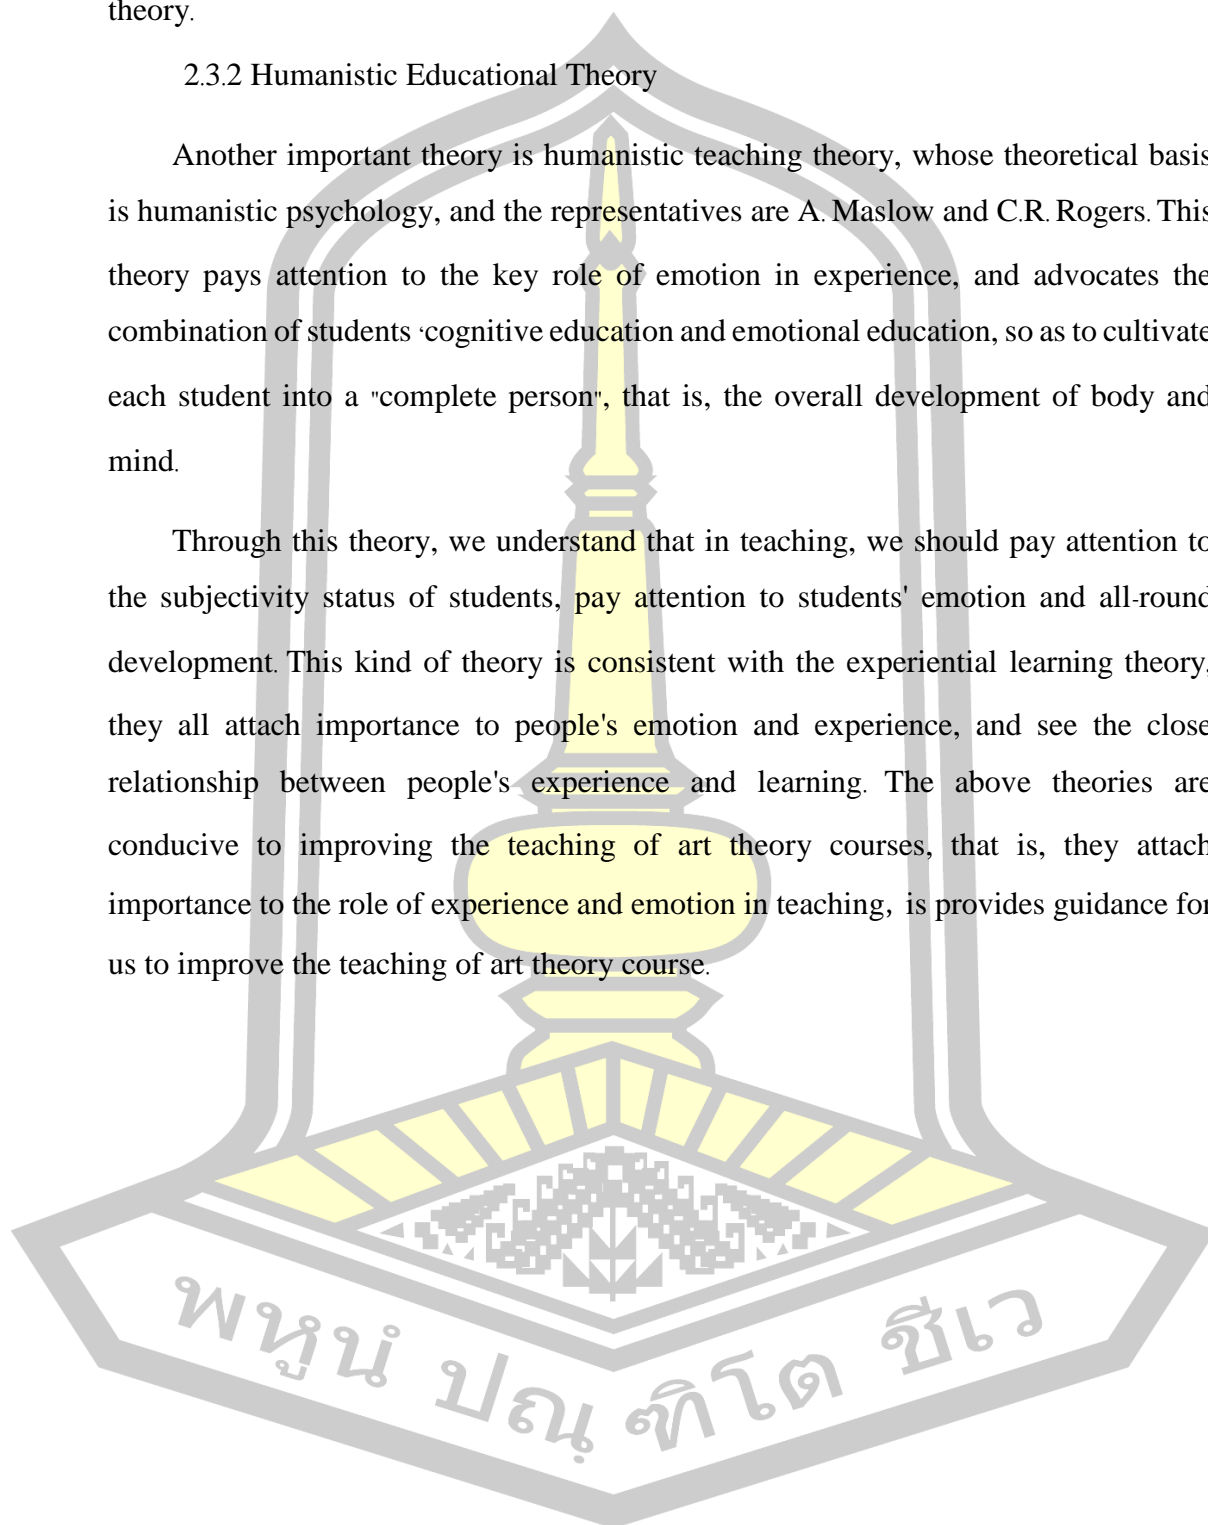 theory.
2.3.2 Humanistic Educational Theory
Another important theory is humanistic teaching theory, whose theoretical basis
is humanistic psychology, and the representatives are A. Maslow and C.R. Rogers. This
theory pays attention to the key role of emotion in experience, and advocates the
combination of students ‘cognitive education and emotional education, so as to cultivate
each student into a "complete person", that is, the overall development of body and
mind.
Through this theory, we understand that in teaching, we should pay attention to
the subjectivity status of students, pay attention to students' emotion and all-round
development. This kind of theory is consistent with the experiential learning theory,
they all attach importance to people's emotion and experience, and see the close
relationship between people's experience and learning. The above theories are
conducive to improving the teaching of art theory courses, that is, they attach
importance to the role of experience and emotion in teaching, is provides guidance for
us to improve the teaching of art theory course.
พหูนํ ปณฺ ฑิโต ชีเว